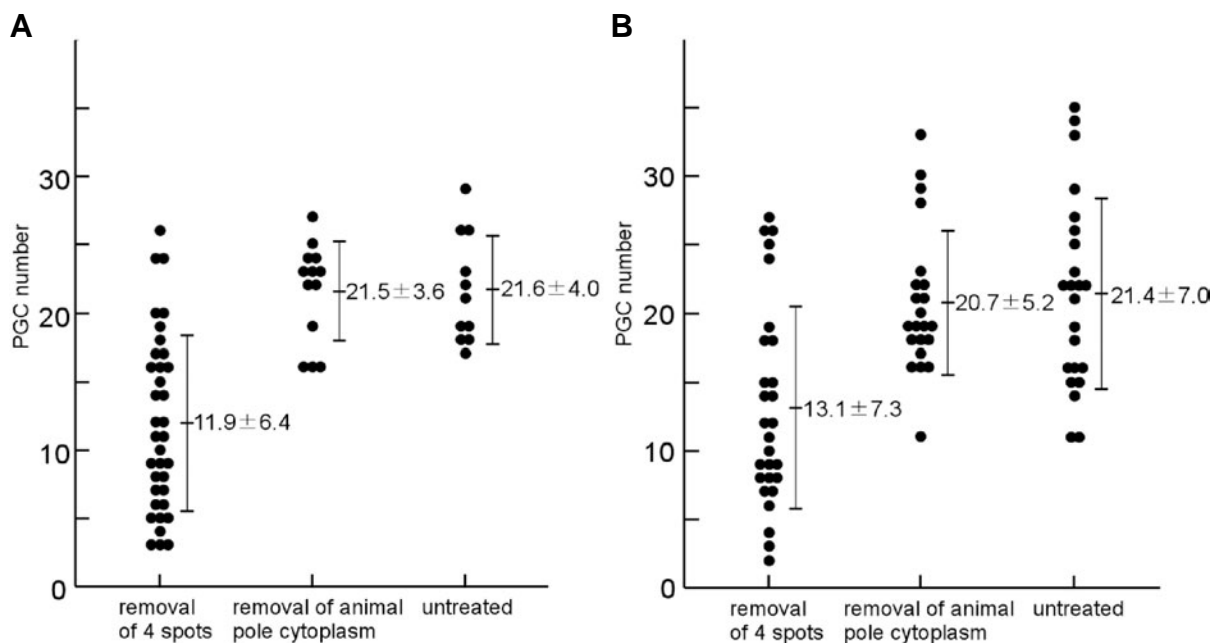 A
PGC number
30
20
10
0
11.9±6.4
21.5±3.6
21.6±4.0
removal
of 4 spots
removal of animal
pole cytoplasm
untreated
B
PGC number
30
20
10
0
13.1±7.3
20.7±5.2
21.4±7.0
removal
of 4 spots
removal of animal
pole cytoplasm
untreated